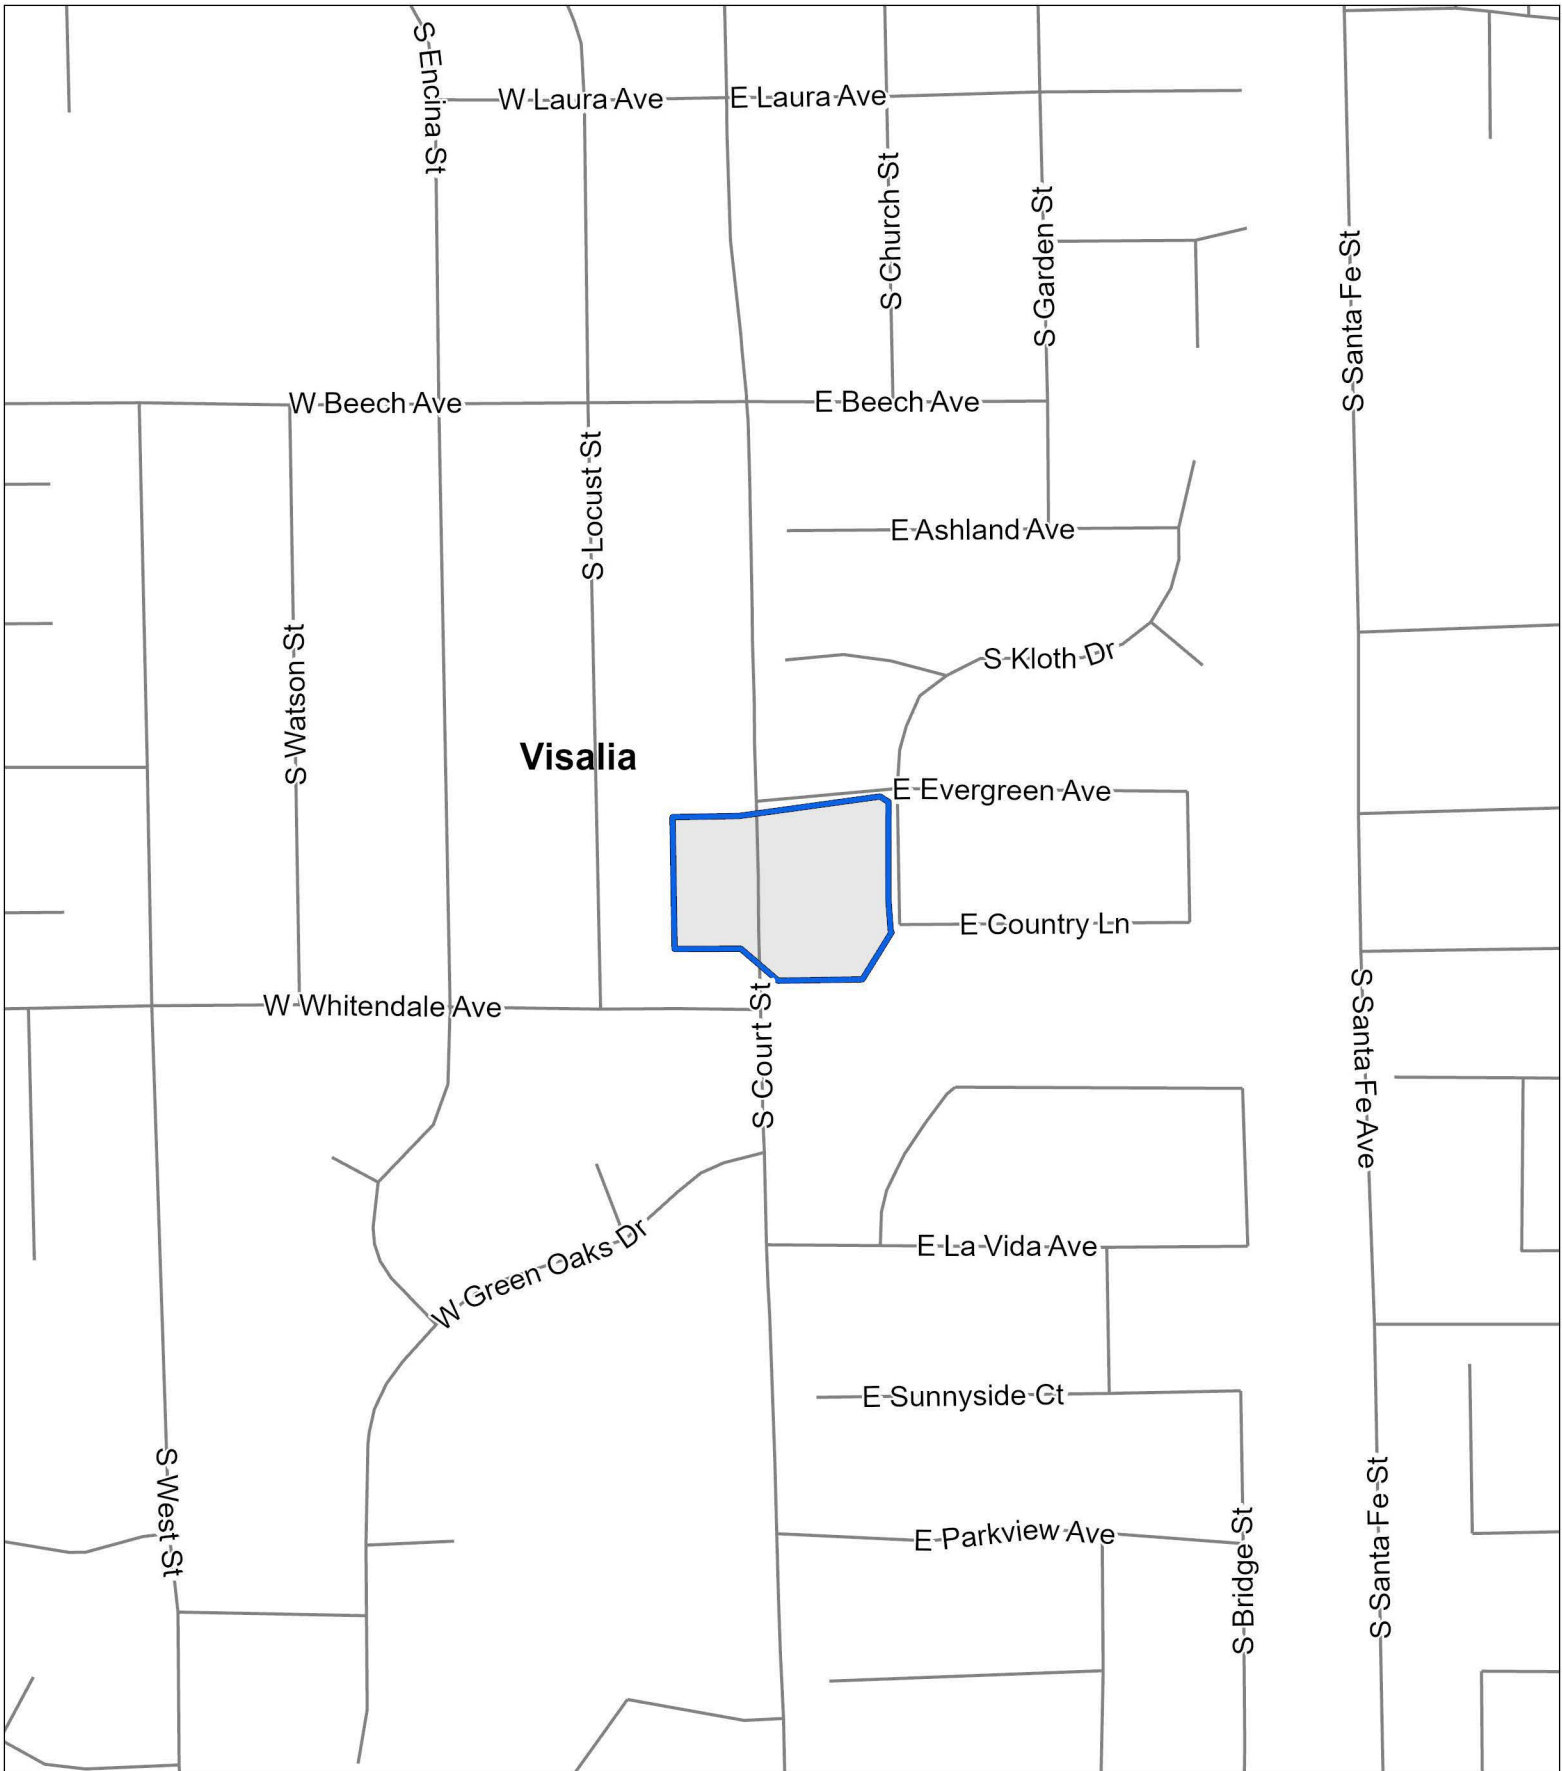 S Encina St
W Laura Ave
E Laura Ave
S Church St
S Garden St
S Santa Fe St
W Beech Ave
E Beech Ave
S Locust St
E Ashland Ave
S Watson St
S Kloth Dr
Visalia
E Evergreen Ave
E Country Ln
W Whitendale Ave
S Court St
S Santa Fe Ave
W Green Oaks Dr
E La Vida Ave
E Sunnyside Ct
S West St
E Parkview Ave
S Bridge St
S Santa Fe St